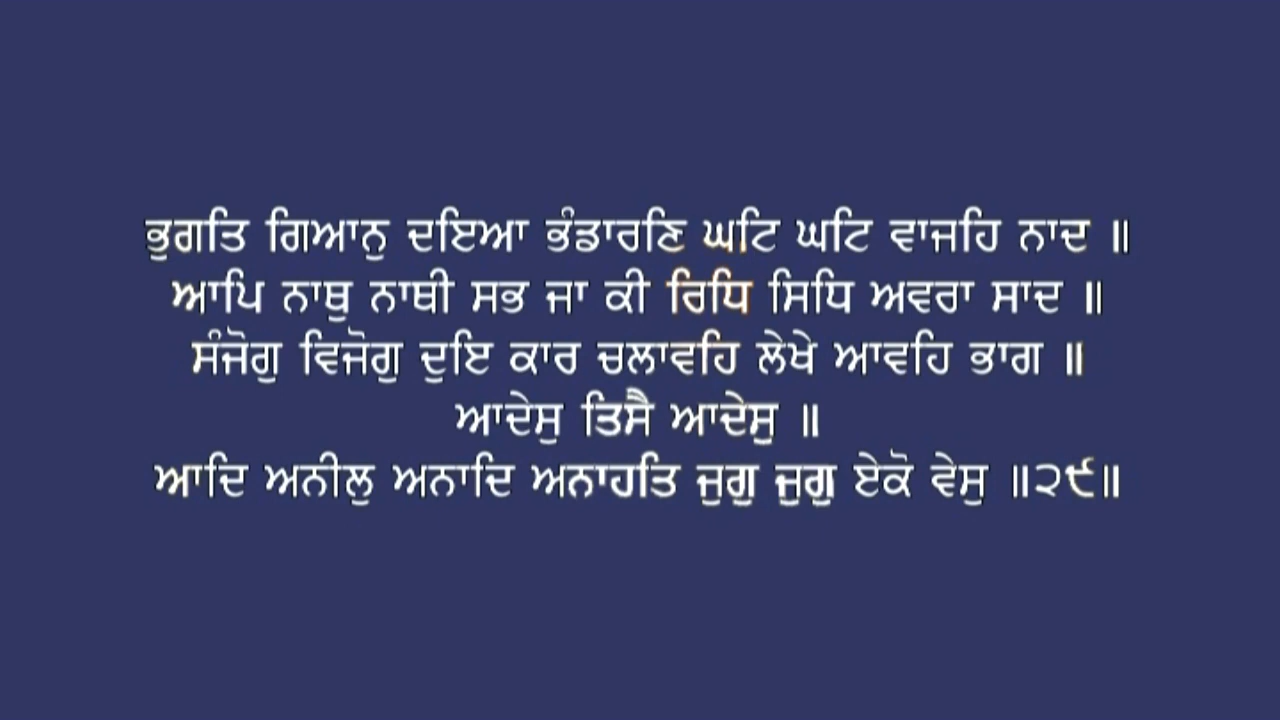 ਭੁਗਤਿ ਗਿਆਨੁ ਦਇਆ ਭੰਡਾਰਣਿ ਘਟਿ ਘਟਿ ਵਾਜਹਿ ਨਾਦ ॥
ਆਪਿ ਨਾਥੁ ਨਾਥੀ ਸਭ ਜਾ ਕੀ ਰਿਧਿ ਸਿਧਿ ਅਵਰਾ ਸਾਦ ॥
ਸੰਜੋਗੁ ਵਿਜੋਗੁ ਦੁਇ ਕਾਰ ਚਲਾਵਹਿ ਲੇਖੇ ਆਵਹਿ ਭਾਗ ॥
ਆਦੇਸੁ ਤਿਸੈ ਆਦੇਸੁ ॥
ਆਦਿ ਅਨੀਲੁ ਅਨਾਦਿ ਅਨਾਹਤਿ ਜੁਗੁ ਜੁਗੁ ਏਕੋ ਵੇਸੁ ॥੨੯॥